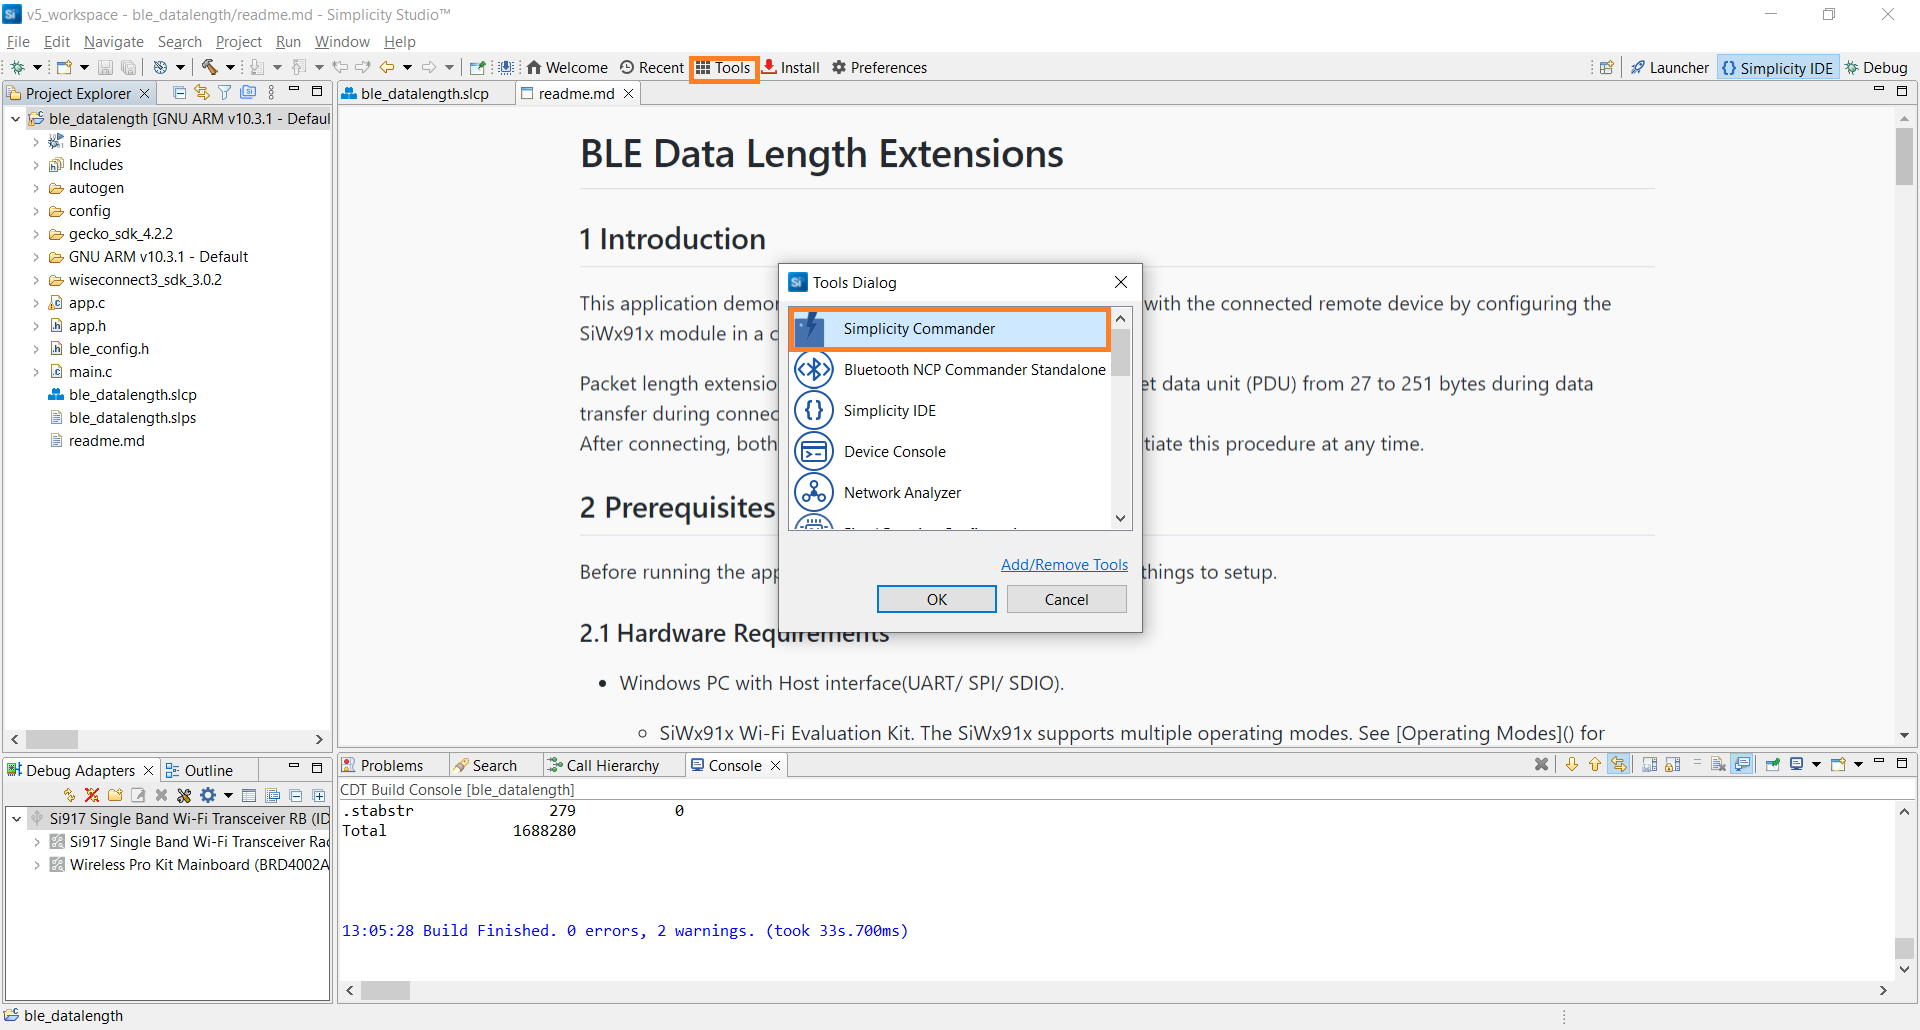 v5_workspace - ble_datalength/readme.md - Simplicity Studio™
File Edit Navigate Search Project Run Window Help
Welcome Recent Tools Install Preferences Launcher Simplicity IDE Debug
Project Explorer
ble_datalength [GNU ARM v10.3.1 - Defaul
Binaries
Includes
autogen
config
gecko_sdk_4.2.2
GNU ARM v10.3.1 - Default
wiseconnect3_sdk_3.0.2
app.c
app.h
ble_config.h
main.c
ble_datalength.slcp
ble_datalength.slps
readme.md
ble_datalength.slcp readme.md
BLE Data Length Extensions
1 Introduction
This application demo with the connected remote device by configuring the
SiWx91x module in a c
Packet length extensio et data unit (PDU) from 27 to 251 bytes during data
transfer during connec
After connecting, both tiate this procedure at any time.
2 Prerequisites
Before running the app things to setup.
2.1 Hardware Requirements
• Windows PC with Host interface(UART/ SPI/ SDIO).
◦ SiWx91x Wi-Fi Evaluation Kit. The SiWx91x supports multiple operating modes. See [Operating Modes]() for
Si Tools Dialog
Simplicity Commander
Bluetooth NCP Commander Standalone
Simplicity IDE
Device Console
Network Analyzer
Add/Remove Tools
OK Cancel
Debug Adapters Outline
Si917 Single Band Wi-Fi Transceiver RB (ID
Si917 Single Band Wi-Fi Transceiver Rad
Wireless Pro Kit Mainboard (BRD4002A
Problems Search Call Hierarchy Console
CDT Build Console [ble_datalength]
.stabstr 279 0
Total 1688280
13:05:28 Build Finished. 0 errors, 2 warnings. (took 33s.700ms)
ble_datalength